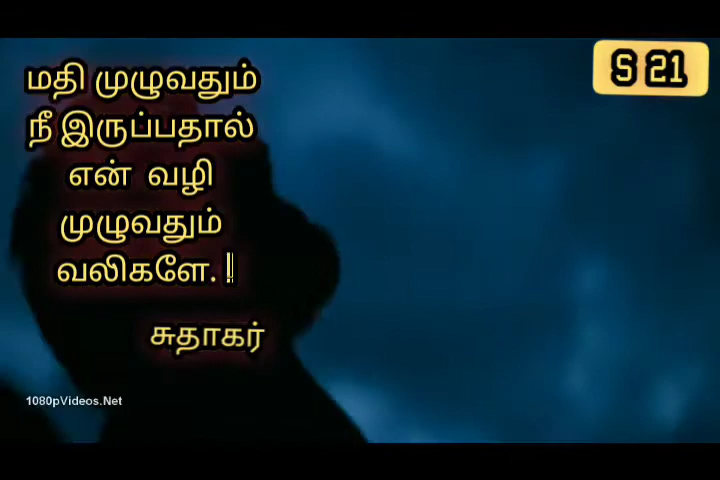 மதி முழுவதும்
நீ இருப்பதால்
என் வழி
முழுவதும்
வலிகளே.!
சுதாகர்
S 21
1080pVideos.Net